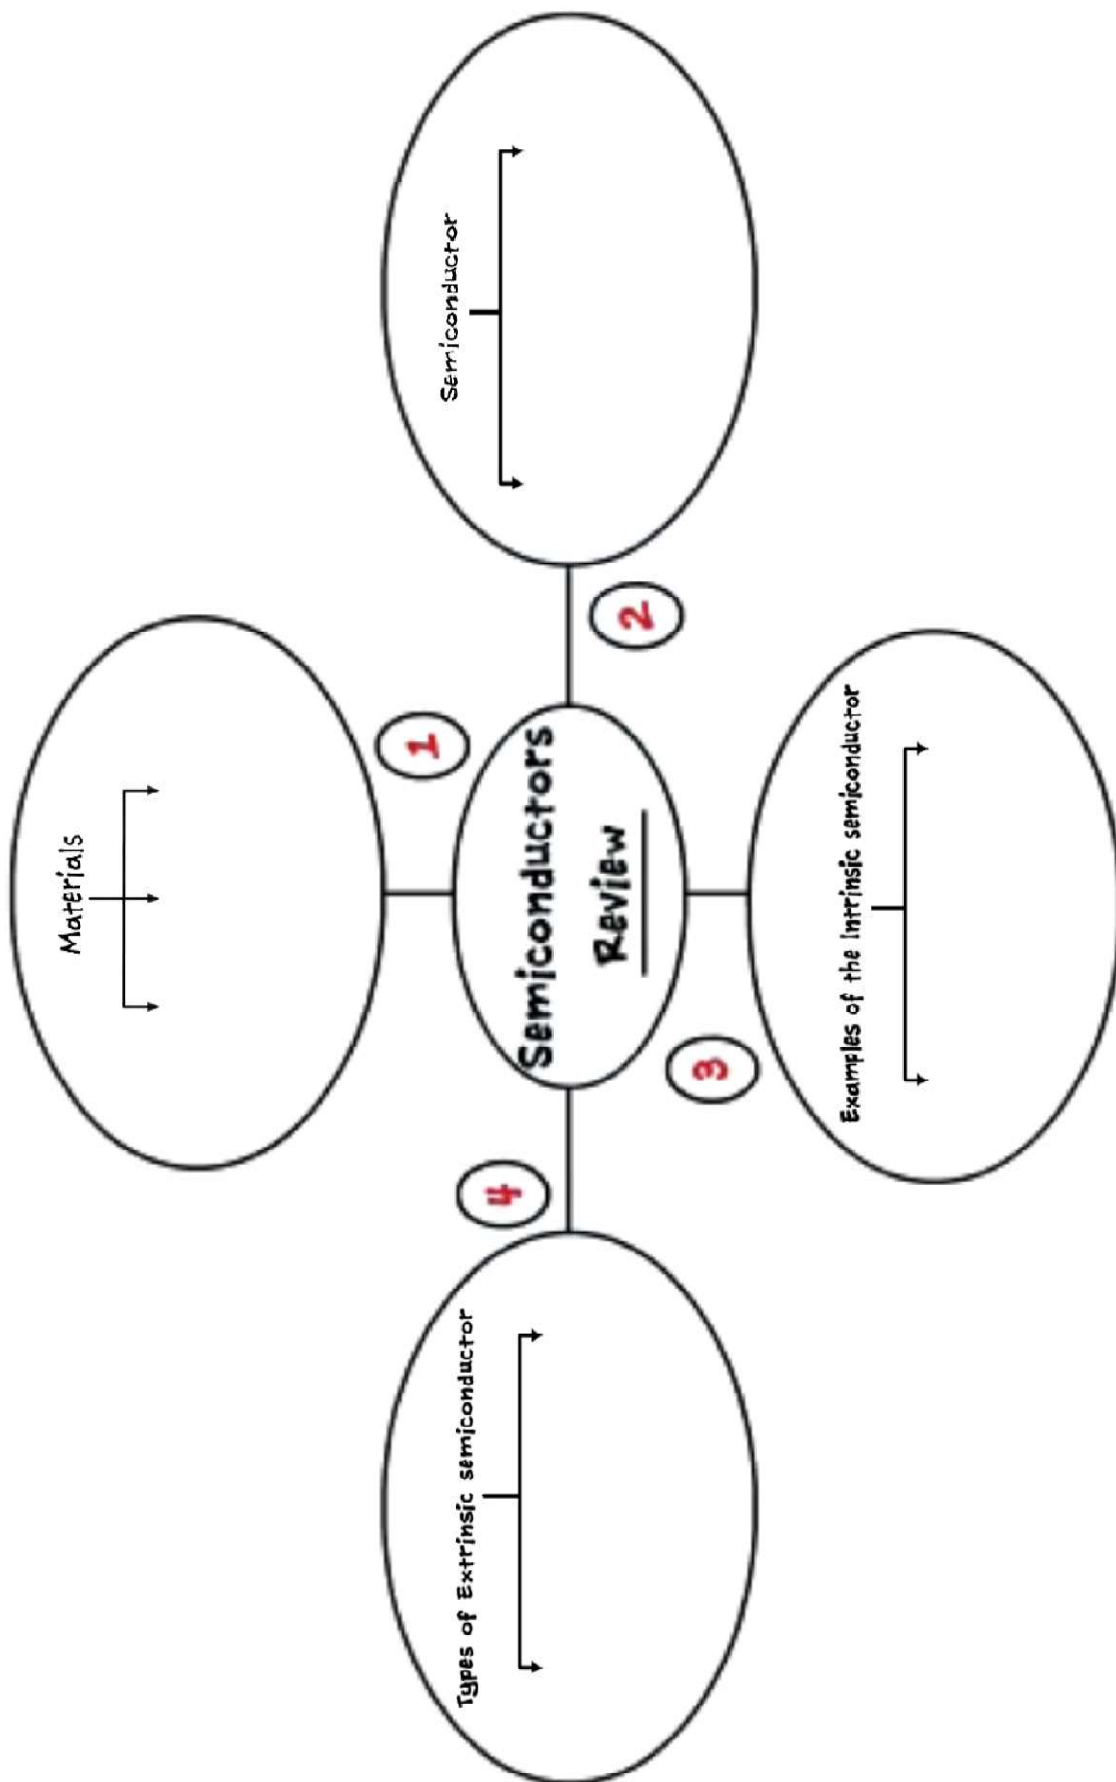 Materials
1
Semiconductor
2
Semiconductors
Review
Examples of the Intrinsic semiconductor
3
Types of Extrinsic semiconductor
4